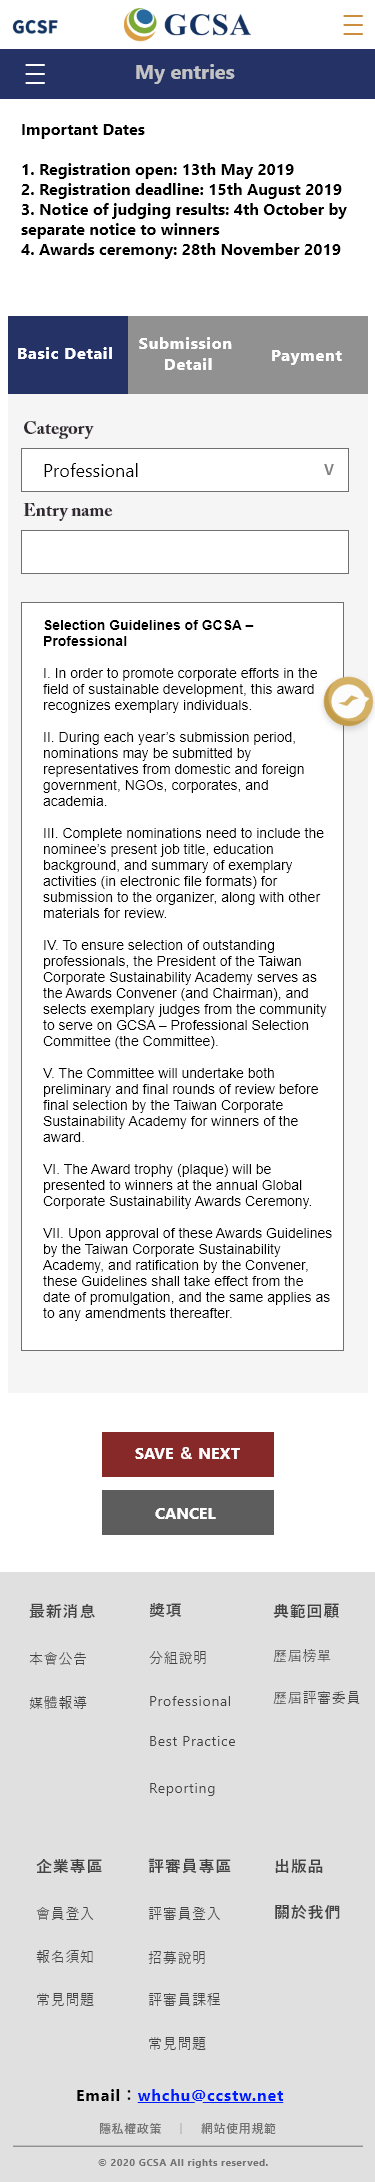 GCSF
GCSA
My entries
Important Dates
1. Registration open: 13th May 2019
2. Registration deadline: 15th August 2019
3. Notice of judging results: 4th October by
separate notice to winners
4. Awards ceremony: 28th November 2019
Basic Detail
Submission
Detail
Payment
Category
Professional V
Entry name
Selection Guidelines of GCSA –
Professional
I. In order to promote corporate efforts in the
field of sustainable development, this award
recognizes exemplary individuals.
II. During each year's submission period,
nominations may be submitted by
representatives from domestic and foreign
government, NGOs, corporates, and
academia.
III. Complete nominations need to include the
nominee's present job title, education
background, and summary of exemplary
activities (in electronic file formats) for
submission to the organizer, along with other
materials for review.
IV. To ensure selection of outstanding
professionals, the President of the Taiwan
Corporate Sustainability Academy serves as
the Awards Convener (and Chairman), and
selects exemplary judges from the community
to serve on GCSA – Professional Selection
Committee (the Committee).
V. The Committee will undertake both
preliminary and final rounds of review before
final selection by the Taiwan Corporate
Sustainability Academy for winners of the
award.
VI. The Award trophy (plaque) will be
presented to winners at the annual Global
Corporate Sustainability Awards Ceremony.
VII. Upon approval of these Awards Guidelines
by the Taiwan Corporate Sustainability
Academy, and ratification by the Convener,
these Guidelines shall take effect from the
date of promulgation, and the same applies as
to any amendments thereafter.
SAVE & NEXT
CANCEL
最新消息 獎項 典範回顧
本會公告 分組說明 歷屆榜單
媒體報導 Professional 歷屆評審委員
Best Practice
Reporting
企業專區 評審員專區 出版品
會員登入 評審員登入 關於我們
報名須知 招募說明
常見問題 評審員課程
常見問題
Email：whchu@ccstw.net
隱私權政策 | 網站使用規範
© 2020 GCSA All rights reserved.